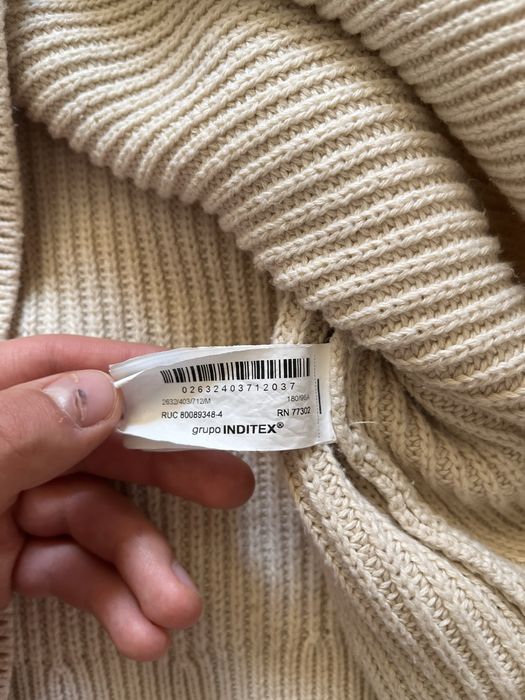 02632403712037
2632/403/712/M 180/96A
RUC 80089348-4 RN 77302
grupo INDITEX®